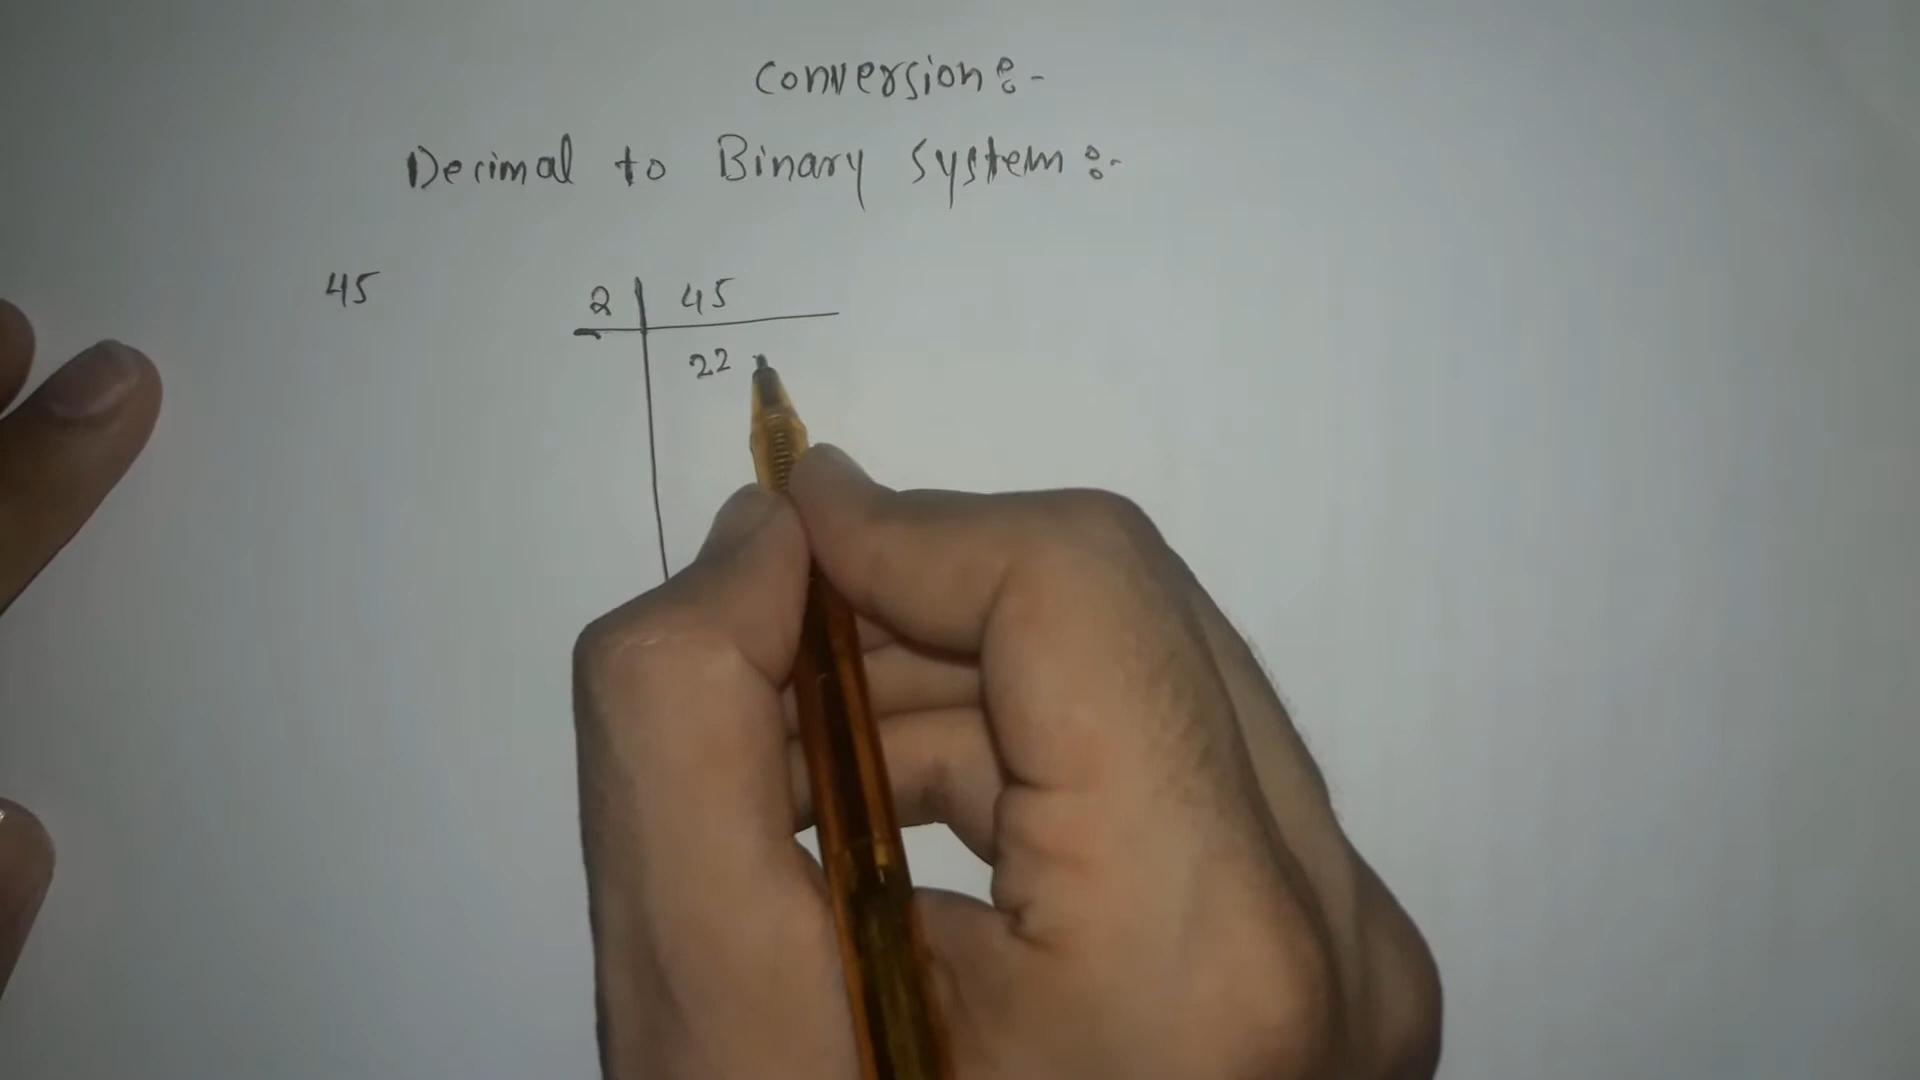 Conversion:-
Decimal to Binary System:-
45
2 | 45
22